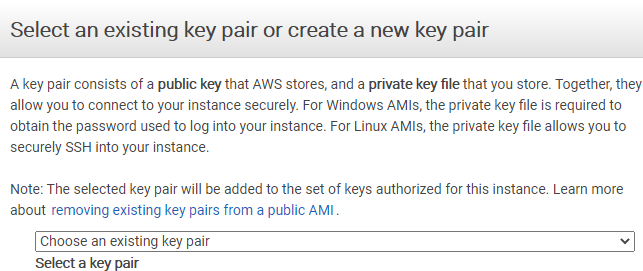 Select an existing key pair or create a new key pair
A key pair consists of a public key that AWS stores, and a private key file that you store. Together, they
allow you to connect to your instance securely. For Windows AMIs, the private key file is required to
obtain the password used to log into your instance. For Linux AMIs, the private key file allows you to
securely SSH into your instance.
Note: The selected key pair will be added to the set of keys authorized for this instance. Learn more
about removing existing key pairs from a public AMI .
Choose an existing key pair
Select a key pair